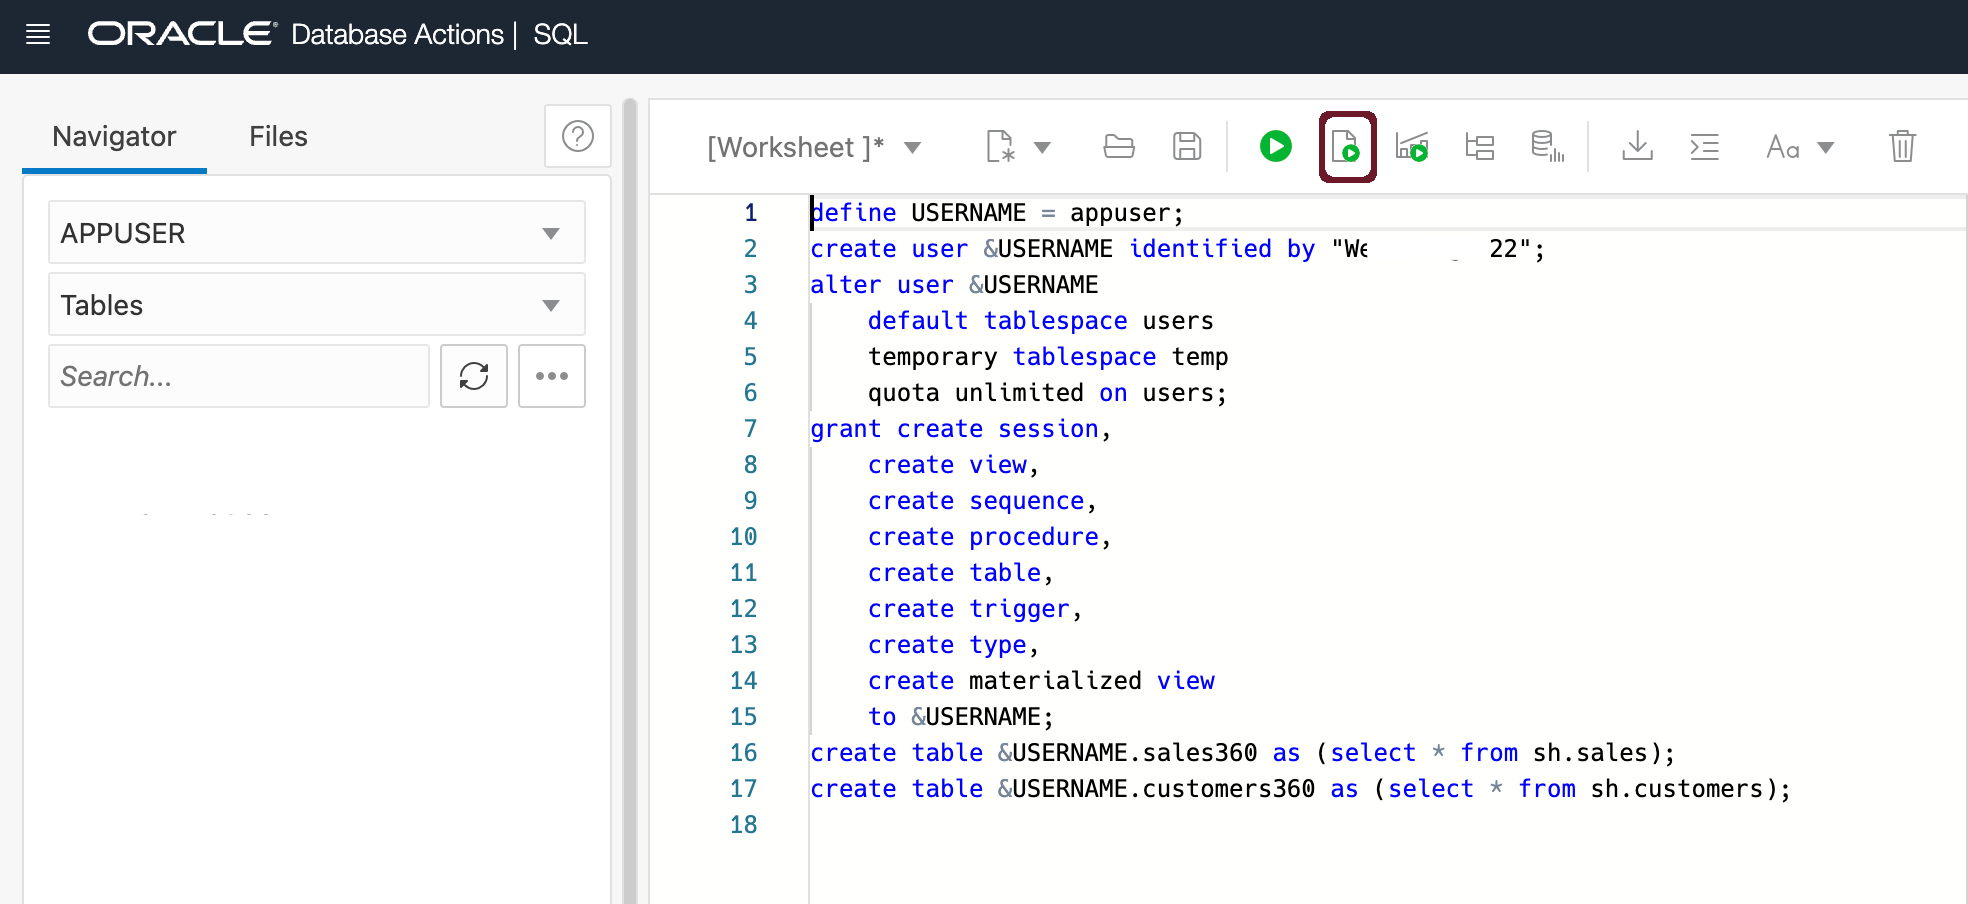 ORACLE Database Actions | SQL
Navigator Files
[Worksheet ]*
Aa
APPUSER
Tables
Search...
1 define USERNAME = appuser;
2 create user &USERNAME identified by "We 22";
3 alter user &USERNAME
4 default tablespace users
5 temporary tablespace temp
6 quota unlimited on users;
7 grant create session,
8 create view,
9 create sequence,
10 create procedure,
11 create table,
12 create trigger,
13 create type,
14 create materialized view
15 to &USERNAME;
16 create table &USERNAME.sales360 as (select * from sh.sales);
17 create table &USERNAME.customers360 as (select * from sh.customers);
18